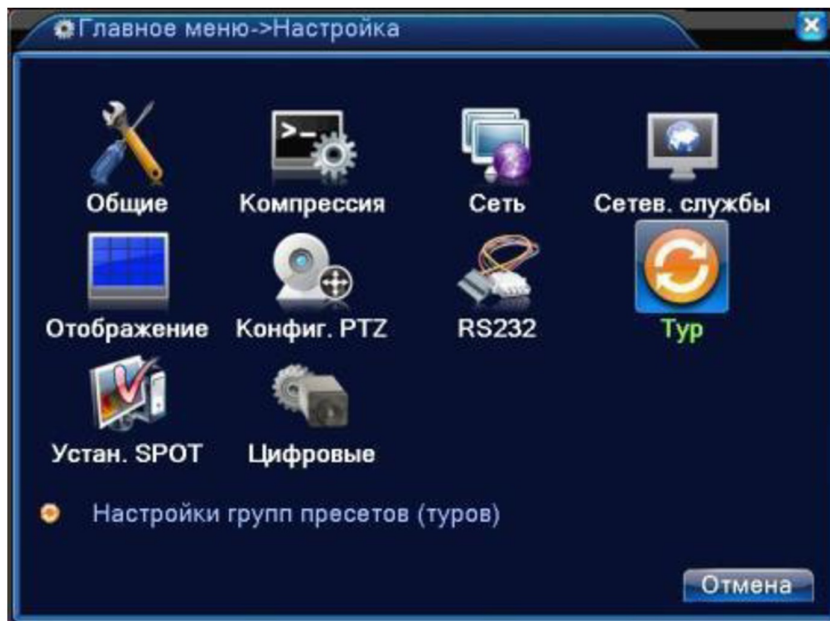 Главное меню->Настройка
Общие Компрессия Сеть Сетев. службы
Отображение Конфиг. PTZ RS232 Тур
Устан. SPOT Цифровые
Настройки групп пресетов (туров)
Отмена